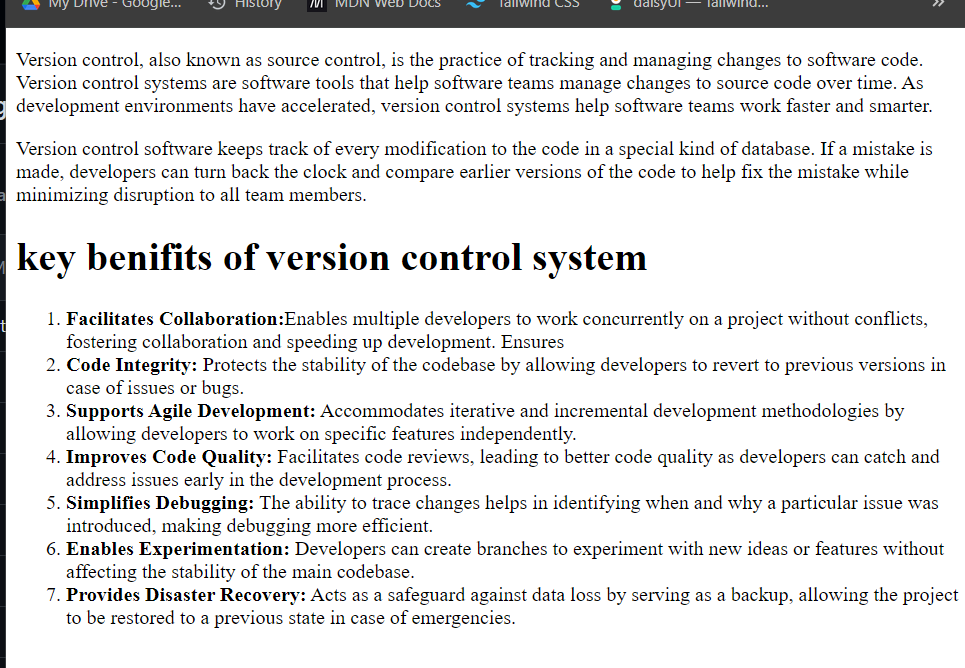 My Drive - Google... History MDN Web Docs Tailwind CSS daisyUI — Tailwind...
Version control, also known as source control, is the practice of tracking and managing changes to software code.
Version control systems are software tools that help software teams manage changes to source code over time. As
development environments have accelerated, version control systems help software teams work faster and smarter.
Version control software keeps track of every modification to the code in a special kind of database. If a mistake is
made, developers can turn back the clock and compare earlier versions of the code to help fix the mistake while
minimizing disruption to all team members.
key benifits of version control system
1. Facilitates Collaboration:Enables multiple developers to work concurrently on a project without conflicts,
fostering collaboration and speeding up development. Ensures
2. Code Integrity: Protects the stability of the codebase by allowing developers to revert to previous versions in
case of issues or bugs.
3. Supports Agile Development: Accommodates iterative and incremental development methodologies by
allowing developers to work on specific features independently.
4. Improves Code Quality: Facilitates code reviews, leading to better code quality as developers can catch and
address issues early in the development process.
5. Simplifies Debugging: The ability to trace changes helps in identifying when and why a particular issue was
introduced, making debugging more efficient.
6. Enables Experimentation: Developers can create branches to experiment with new ideas or features without
affecting the stability of the main codebase.
7. Provides Disaster Recovery: Acts as a safeguard against data loss by serving as a backup, allowing the project
to be restored to a previous state in case of emergencies.